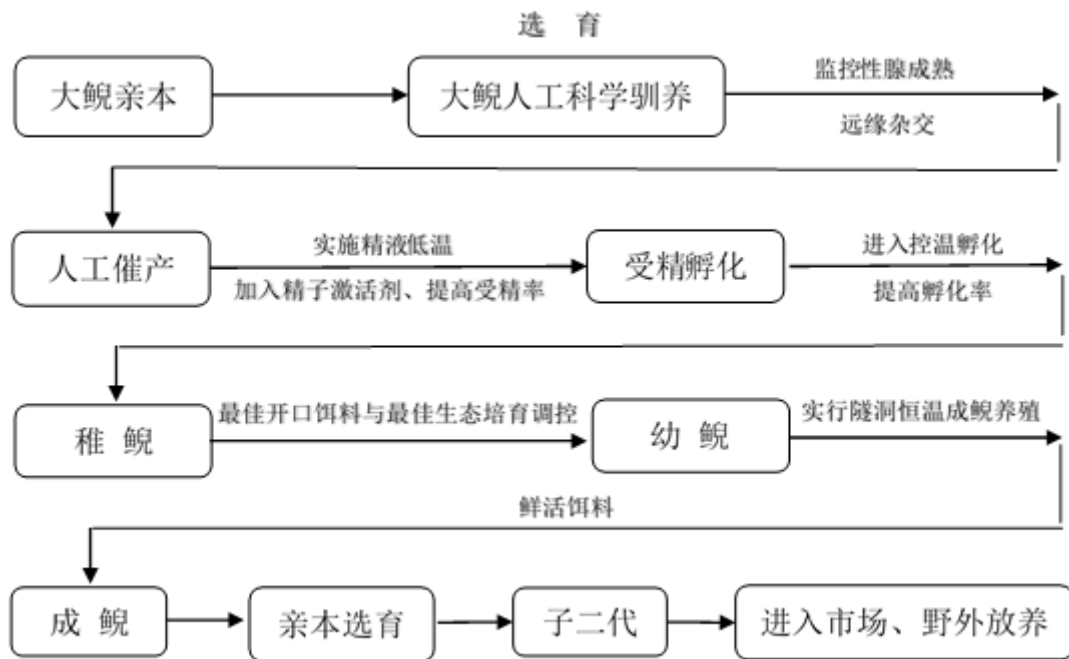 选 育
大鲵亲本
大鲵人工科学驯养
监控性腺成熟
远缘杂交
人工催产
实施精液低温
加入精子激活剂、提高受精率
受精孵化
进入控温孵化
提高孵化率
稚 鲵
最佳开口饵料与最佳生态培育调控
幼 鲵
实行隧洞恒温成鲵养殖
鲜活饵料
成 鲵
亲本选育
子二代
进入市场、野外放养